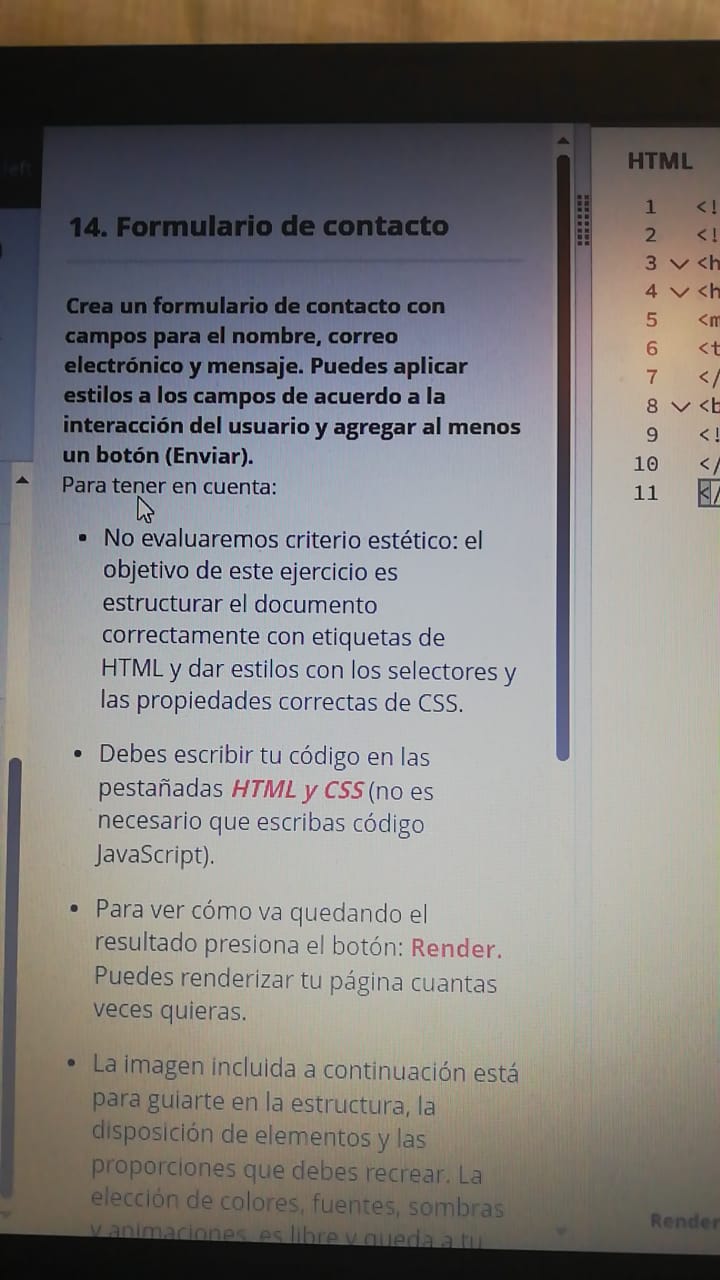 14. Formulario de contacto
Crea un formulario de contacto con
campos para el nombre, correo
electrónico y mensaje. Puedes aplicar
estilos a los campos de acuerdo a la
interacción del usuario y agregar al menos
un botón (Enviar).
Para tener en cuenta:
• No evaluaremos criterio estético: el
objetivo de este ejercicio es
estructurar el documento
correctamente con etiquetas de
HTML y dar estilos con los selectores y
las propiedades correctas de CSS.
• Debes escribir tu código en las
pestañadas HTML y CSS (no es
necesario que escribas código
JavaScript).
• Para ver cómo va quedando el
resultado presiona el botón: Render.
Puedes renderizar tu página cuantas
veces quieras.
• La imagen incluida a continuación está
para guiarte en la estructura, la
disposición de elementos y las
proporciones que debes recrear. La
elección de colores, fuentes, sombras
y animaciones, es libre y queda a tu
HTML
1 <!
2 <!
3 <h
4 <h
5 <m
6 <t
7 </
8 <b
9 <!
10 </
11 </
Render